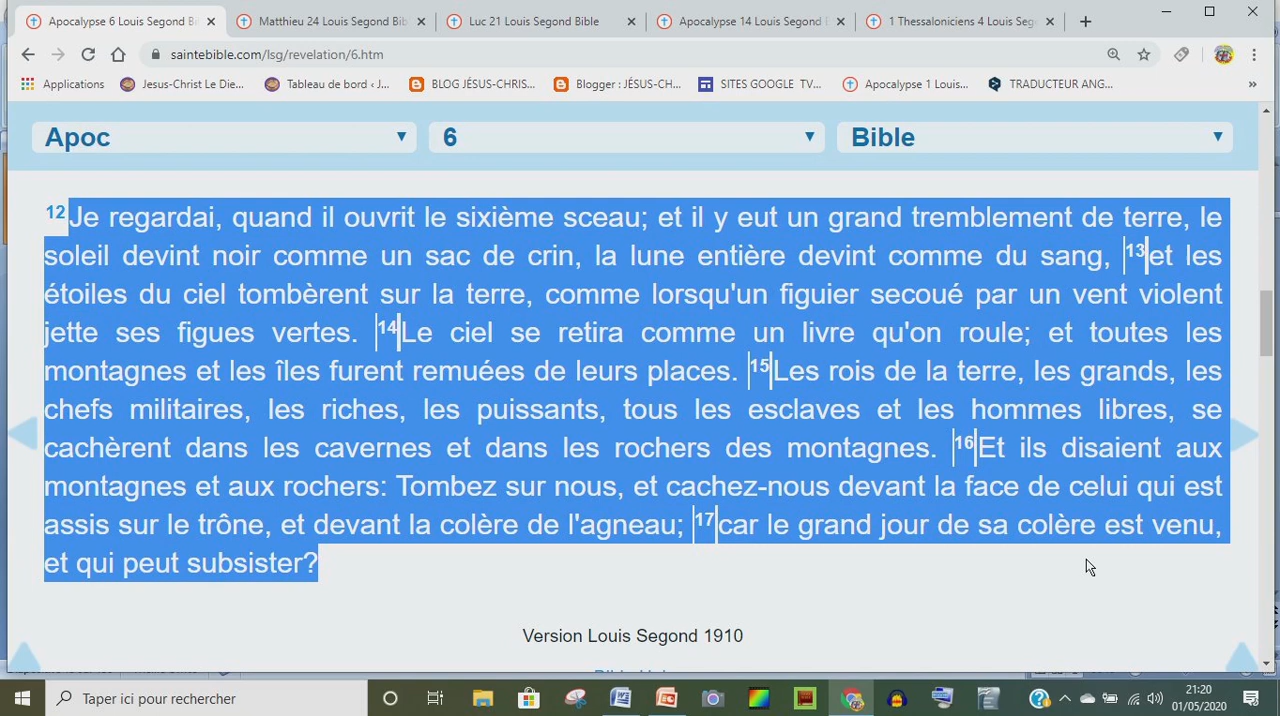 Apocalypse 6 Louis Segond B
Matthieu 24 Louis Segond Bib
Luc 21 Louis Segond Bible
Apocalypse 14 Louis Segond
1 Thessaloniciens 4 Louis Seg
saintebible.com/lsg/revelation/6.htm
Applications
Jesus-Christ Le Die...
Tableau de bord ‹ J...
BLOG JÉSUS-CHRIS...
Blogger : JÉSUS-CH...
SITES GOOGLE TV...
Apocalypse 1 Louis...
TRADUCTEUR ANG...
»
Apoc
6
Bible
12 Je regardai, quand il ouvrit le sixième sceau; et il y eut un grand tremblement de terre, le
soleil devint noir comme un sac de crin, la lune entière devint comme du sang, 13 et les
étoiles du ciel tombèrent sur la terre, comme lorsqu'un figuier secoué par un vent violent
jette ses figues vertes. 14 Le ciel se retira comme un livre qu'on roule; et toutes les
montagnes et les îles furent remuées de leurs places. 15 Les rois de la terre, les grands, les
chefs militaires, les riches, les puissants, tous les esclaves et les hommes libres, se
cachèrent dans les cavernes et dans les rochers des montagnes. 16 Et ils disaient aux
montagnes et aux rochers: Tombez sur nous, et cachez-nous devant la face de celui qui est
assis sur le trône, et devant la colère de l'agneau; 17 car le grand jour de sa colère est venu,
et qui peut subsister?
Version Louis Segond 1910
Taper ici pour rechercher
21:20
01/05/2020